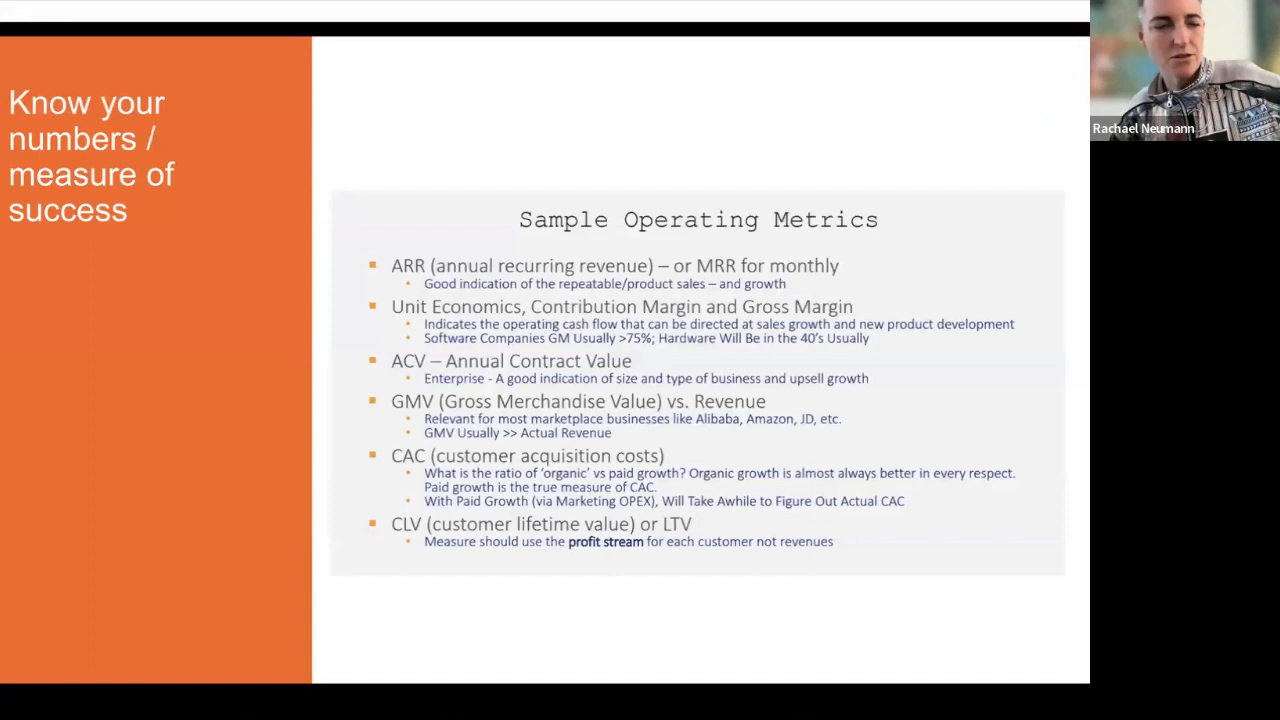 Know your
numbers /
measure of
success
Sample Operating Metrics
ARR (annual recurring revenue) – or MRR for monthly
Good indication of the repeatable/product sales – and growth
Unit Economics, Contribution Margin and Gross Margin
Indicates the operating cash flow that can be directed at sales growth and new product development
Software Companies GM Usually >75%; Hardware Will Be in the 40's Usually
ACV – Annual Contract Value
Enterprise - A good indication of size and type of business and upsell growth
GMV (Gross Merchandise Value) vs. Revenue
Relevant for most marketplace businesses like Alibaba, Amazon, JD, etc.
GMV Usually >> Actual Revenue
CAC (customer acquisition costs)
What is the ratio of 'organic' vs paid growth? Organic growth is almost always better in every respect.
Paid growth is the true measure of CAC.
With Paid Growth (via Marketing OPEX), Will Take Awhile to Figure Out Actual CAC
CLV (customer lifetime value) or LTV
Measure should use the profit stream for each customer not revenues
Rachael Neumann